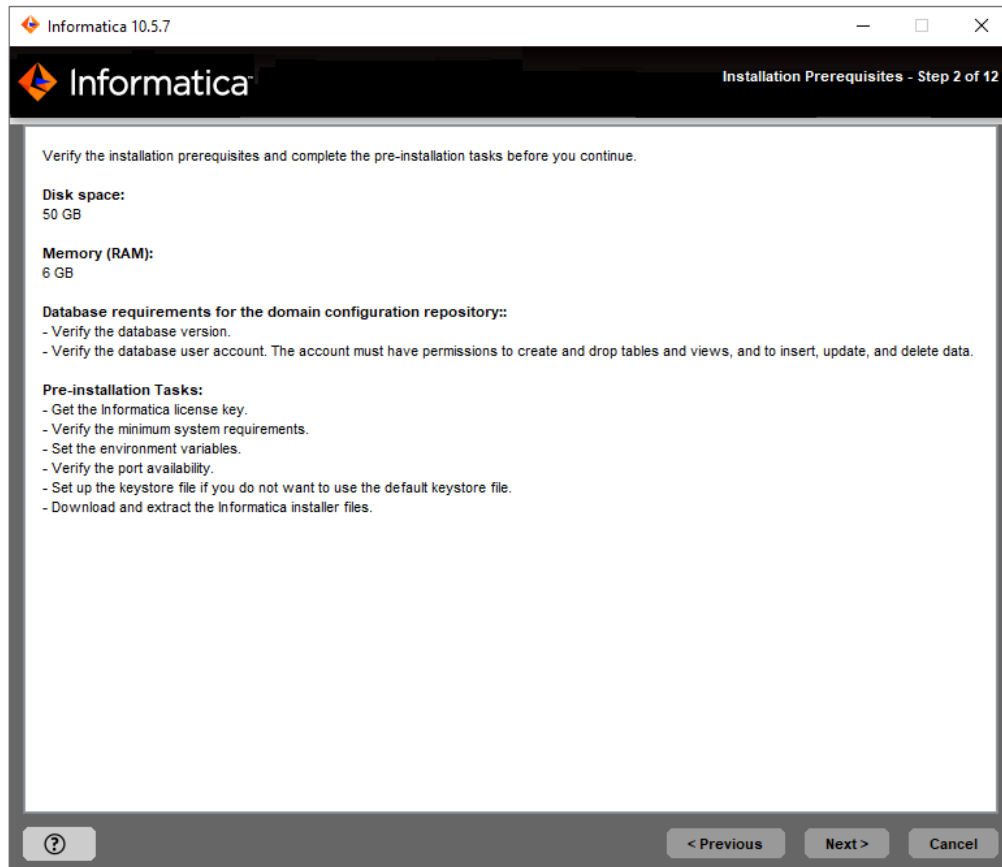 Informatica 10.5.7
Informatica
Installation Prerequisites - Step 2 of 12
Verify the installation prerequisites and complete the pre-installation tasks before you continue.
Disk space:
50 GB
Memory (RAM):
6 GB
Database requirements for the domain configuration repository::
- Verify the database version.
- Verify the database user account. The account must have permissions to create and drop tables and views, and to insert, update, and delete data.
Pre-installation Tasks:
- Get the Informatica license key.
- Verify the minimum system requirements.
- Set the environment variables.
- Verify the port availability.
- Set up the keystore file if you do not want to use the default keystore file.
- Download and extract the Informatica installer files.
?
< Previous
Next >
Cancel